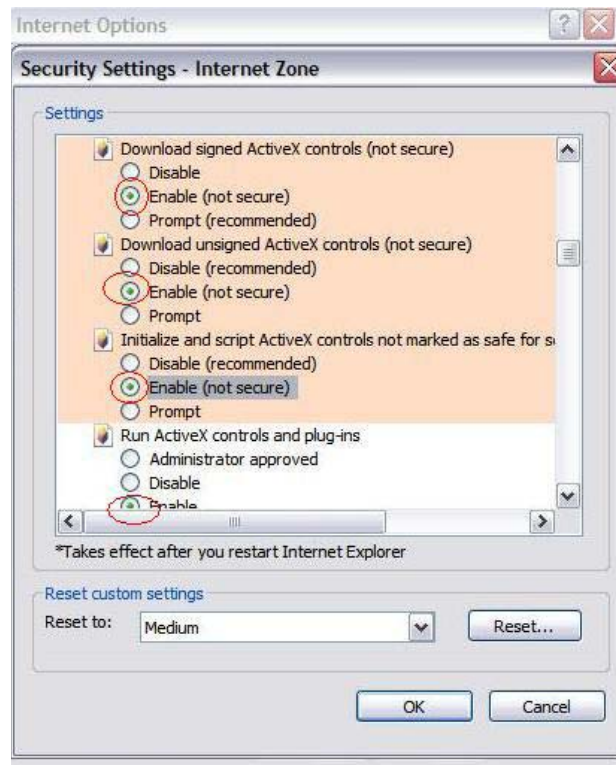 Internet Options
Security Settings - Internet Zone
Settings
Download signed ActiveX controls (not secure)
Disable
Enable (not secure)
Prompt (recommended)
Download unsigned ActiveX controls (not secure)
Disable (recommended)
Enable (not secure)
Prompt
Initialize and script ActiveX controls not marked as safe for s
Disable (recommended)
Enable (not secure)
Prompt
Run ActiveX controls and plug-ins
Administrator approved
Disable
Enable
*Takes effect after you restart Internet Explorer
Reset custom settings
Reset to: Medium Reset...
OK Cancel